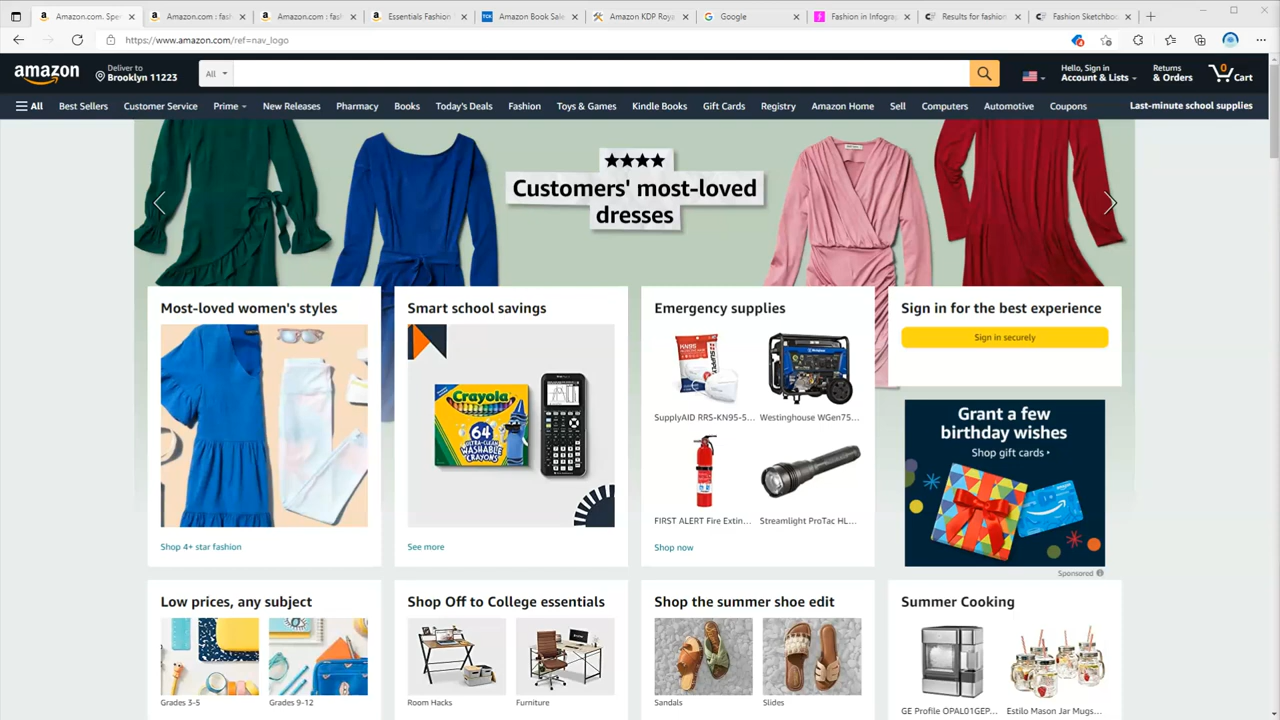 Amazon.com. Spe
Amazon.com : fas
Amazon.com : fas
Essentials Fashion
Amazon Book Sale
Amazon KDP Roya
Google
Fashion in Infogra
Results for fashion
Fashion Sketchboo
https://www.amazon.com/ref=nav_logo
amazon
Deliver to
Brooklyn 11223
All
Hello, Sign in
Account & Lists
Returns
& Orders
0
Cart
All
Best Sellers
Customer Service
Prime
New Releases
Pharmacy
Books
Today's Deals
Fashion
Toys & Games
Kindle Books
Gift Cards
Registry
Amazon Home
Sell
Computers
Automotive
Coupons
Last-minute school supplies
Customers' most-loved
dresses
Most-loved women's styles
Shop 4+ star fashion
Smart school savings
Crayola
64
See more
Emergency supplies
KN95
SupplyAID RRS-KN95-5...
Westinghouse WGen75...
FIRST ALERT Fire Extin...
Streamlight ProTac HL...
Shop now
Sign in for the best experience
Sign in securely
Grant a few
birthday wishes
Shop gift cards
Sponsored
Low prices, any subject
Grades 3-5
Grades 9-12
Shop Off to College essentials
Room Hacks
Furniture
Shop the summer shoe edit
Sandals
Slides
Summer Cooking
GE Profile OPAL01GEP...
Estilo Mason Jar Mugs...